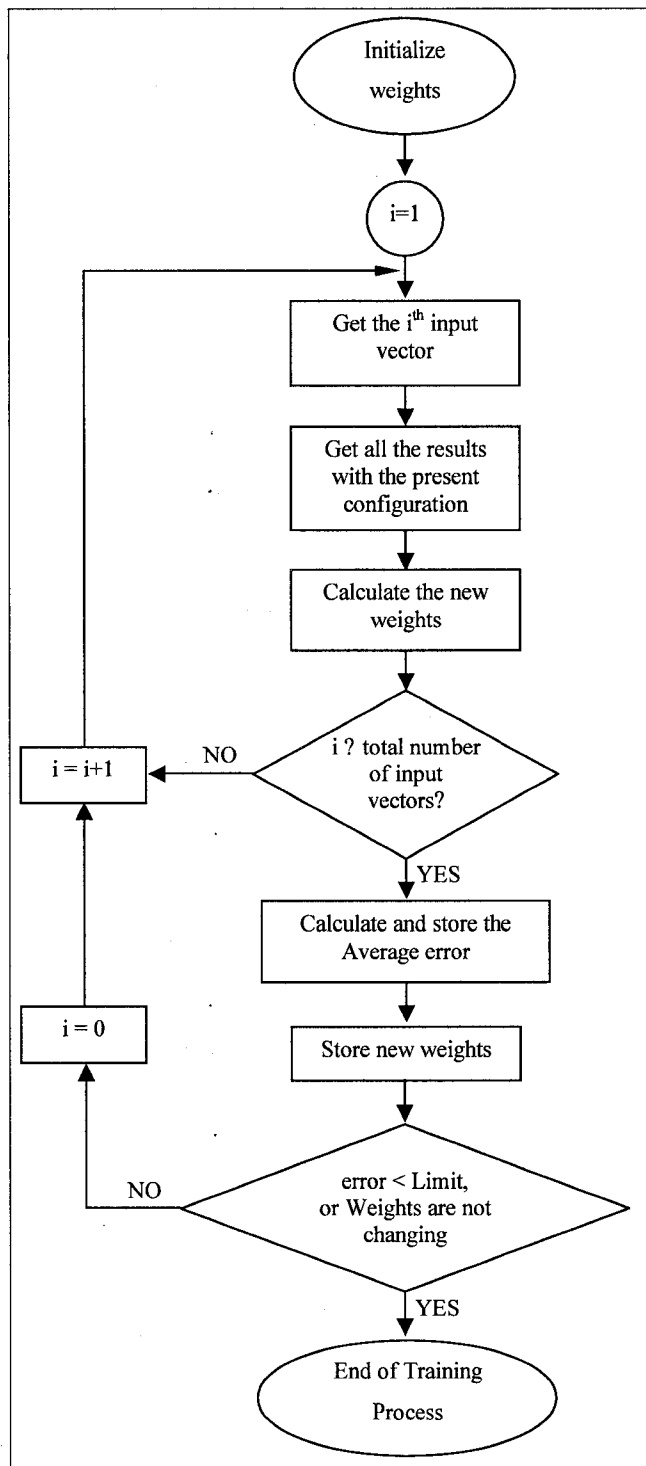 Initialize
weights
i=1
Get the iᵗʰ input
vector
Get all the results
with the present
configuration
Calculate the new
weights
i ? total number
of input
vectors?
NO
i = i+1
YES
Calculate and store the
Average error
i = 0
Store new weights
error < Limit,
or Weights are not
changing
NO
YES
End of Training
Process